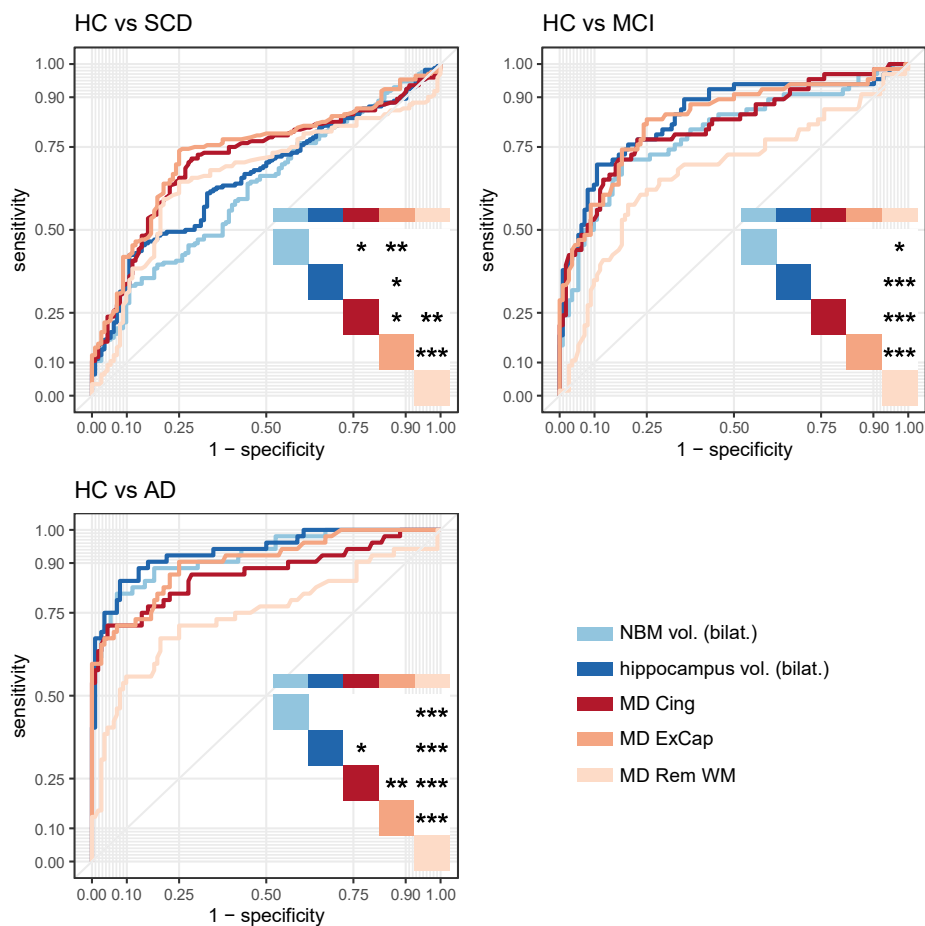 HC vs SCD
1.00
0.90
0.75
0.50
0.25
0.10
0.00
sensitivity
* **
*
* **
***
0.00 0.10 0.25 0.50 0.75 0.90 1.00
1 − specificity
HC vs MCI
1.00
0.90
0.75
0.50
0.25
0.10
0.00
sensitivity
*
***
***
***
0.00 0.10 0.25 0.50 0.75 0.90 1.00
1 − specificity
HC vs AD
1.00
0.90
0.75
0.50
0.25
0.10
0.00
sensitivity
***
* ***
** ***
***
0.00 0.10 0.25 0.50 0.75 0.90 1.00
1 − specificity
NBM vol. (bilat.)
hippocampus vol. (bilat.)
MD Cing
MD ExCap
MD Rem WM